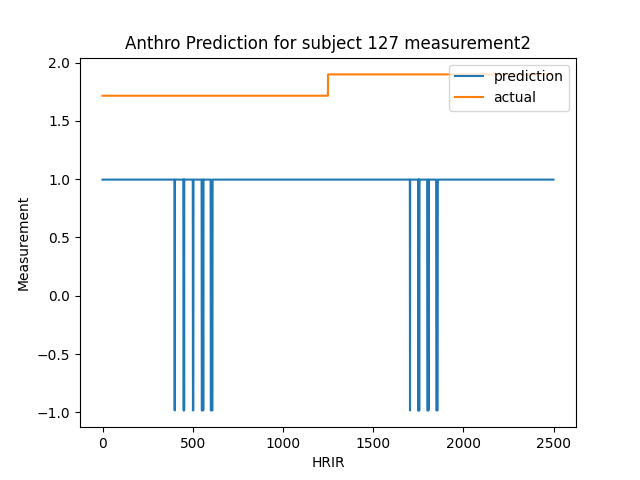 Anthro Prediction for subject 127 measurement2
2.0
1.5
1.0
0.5
0.0
−0.5
−1.0
Measurement
prediction
actual
0 500 1000 1500 2000 2500
HRIR